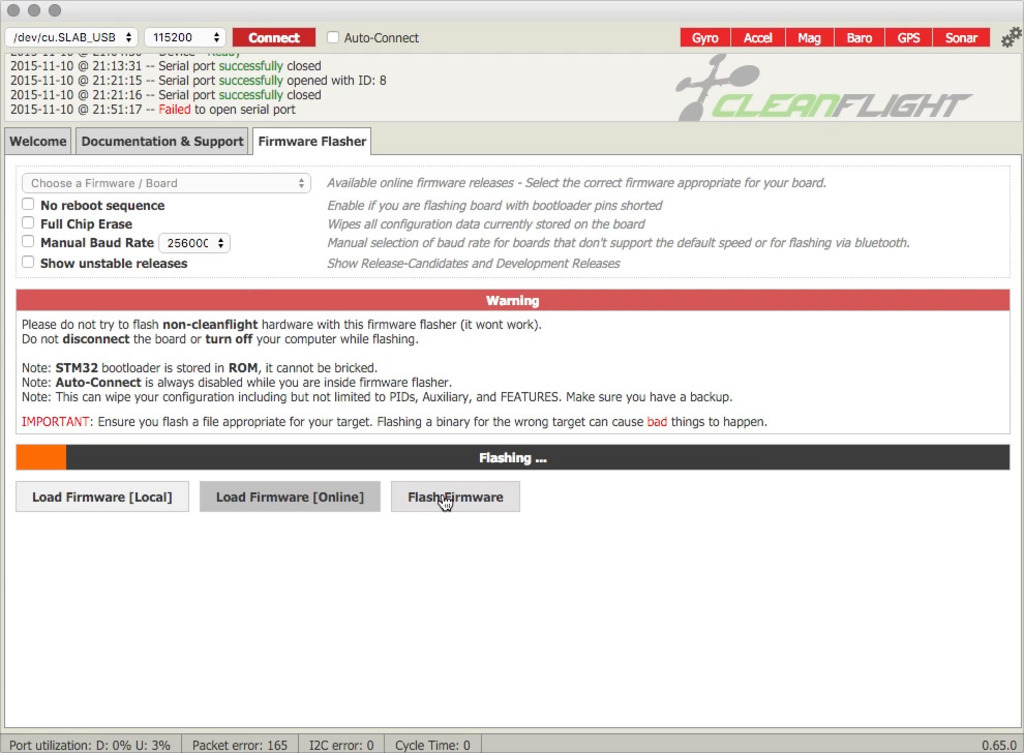 /dev/cu.SLAB_USB 115200 Connect Auto-Connect Gyro Accel Mag Baro GPS Sonar
2015-11-10 @ 21:13:31 -- Serial port successfully closed
2015-11-10 @ 21:21:15 -- Serial port successfully opened with ID: 8
2015-11-10 @ 21:21:16 -- Serial port successfully closed
2015-11-10 @ 21:51:17 -- Failed to open serial port
CLEANFLIGHT
Welcome Documentation & Support Firmware Flasher
Choose a Firmware / Board Available online firmware releases - Select the correct firmware appropriate for your board.
No reboot sequence Enable if you are flashing board with bootloader pins shorted
Full Chip Erase Wipes all configuration data currently stored on the board
Manual Baud Rate 256000 Manual selection of baud rate for boards that don't support the default speed or for flashing via bluetooth.
Show unstable releases Show Release-Candidates and Development Releases
Warning
Please do not try to flash non-cleanflight hardware with this firmware flasher (it wont work).
Do not disconnect the board or turn off your computer while flashing.
Note: STM32 bootloader is stored in ROM, it cannot be bricked.
Note: Auto-Connect is always disabled while you are inside firmware flasher.
Note: This can wipe your configuration including but not limited to PIDs, Auxiliary, and FEATURES. Make sure you have a backup.
IMPORTANT: Ensure you flash a file appropriate for your target. Flashing a binary for the wrong target can cause bad things to happen.
Flashing ...
Load Firmware [Local] Load Firmware [Online] Flash Firmware
Port utilization: D: 0% U: 3% Packet error: 165 I2C error: 0 Cycle Time: 0 0.65.0